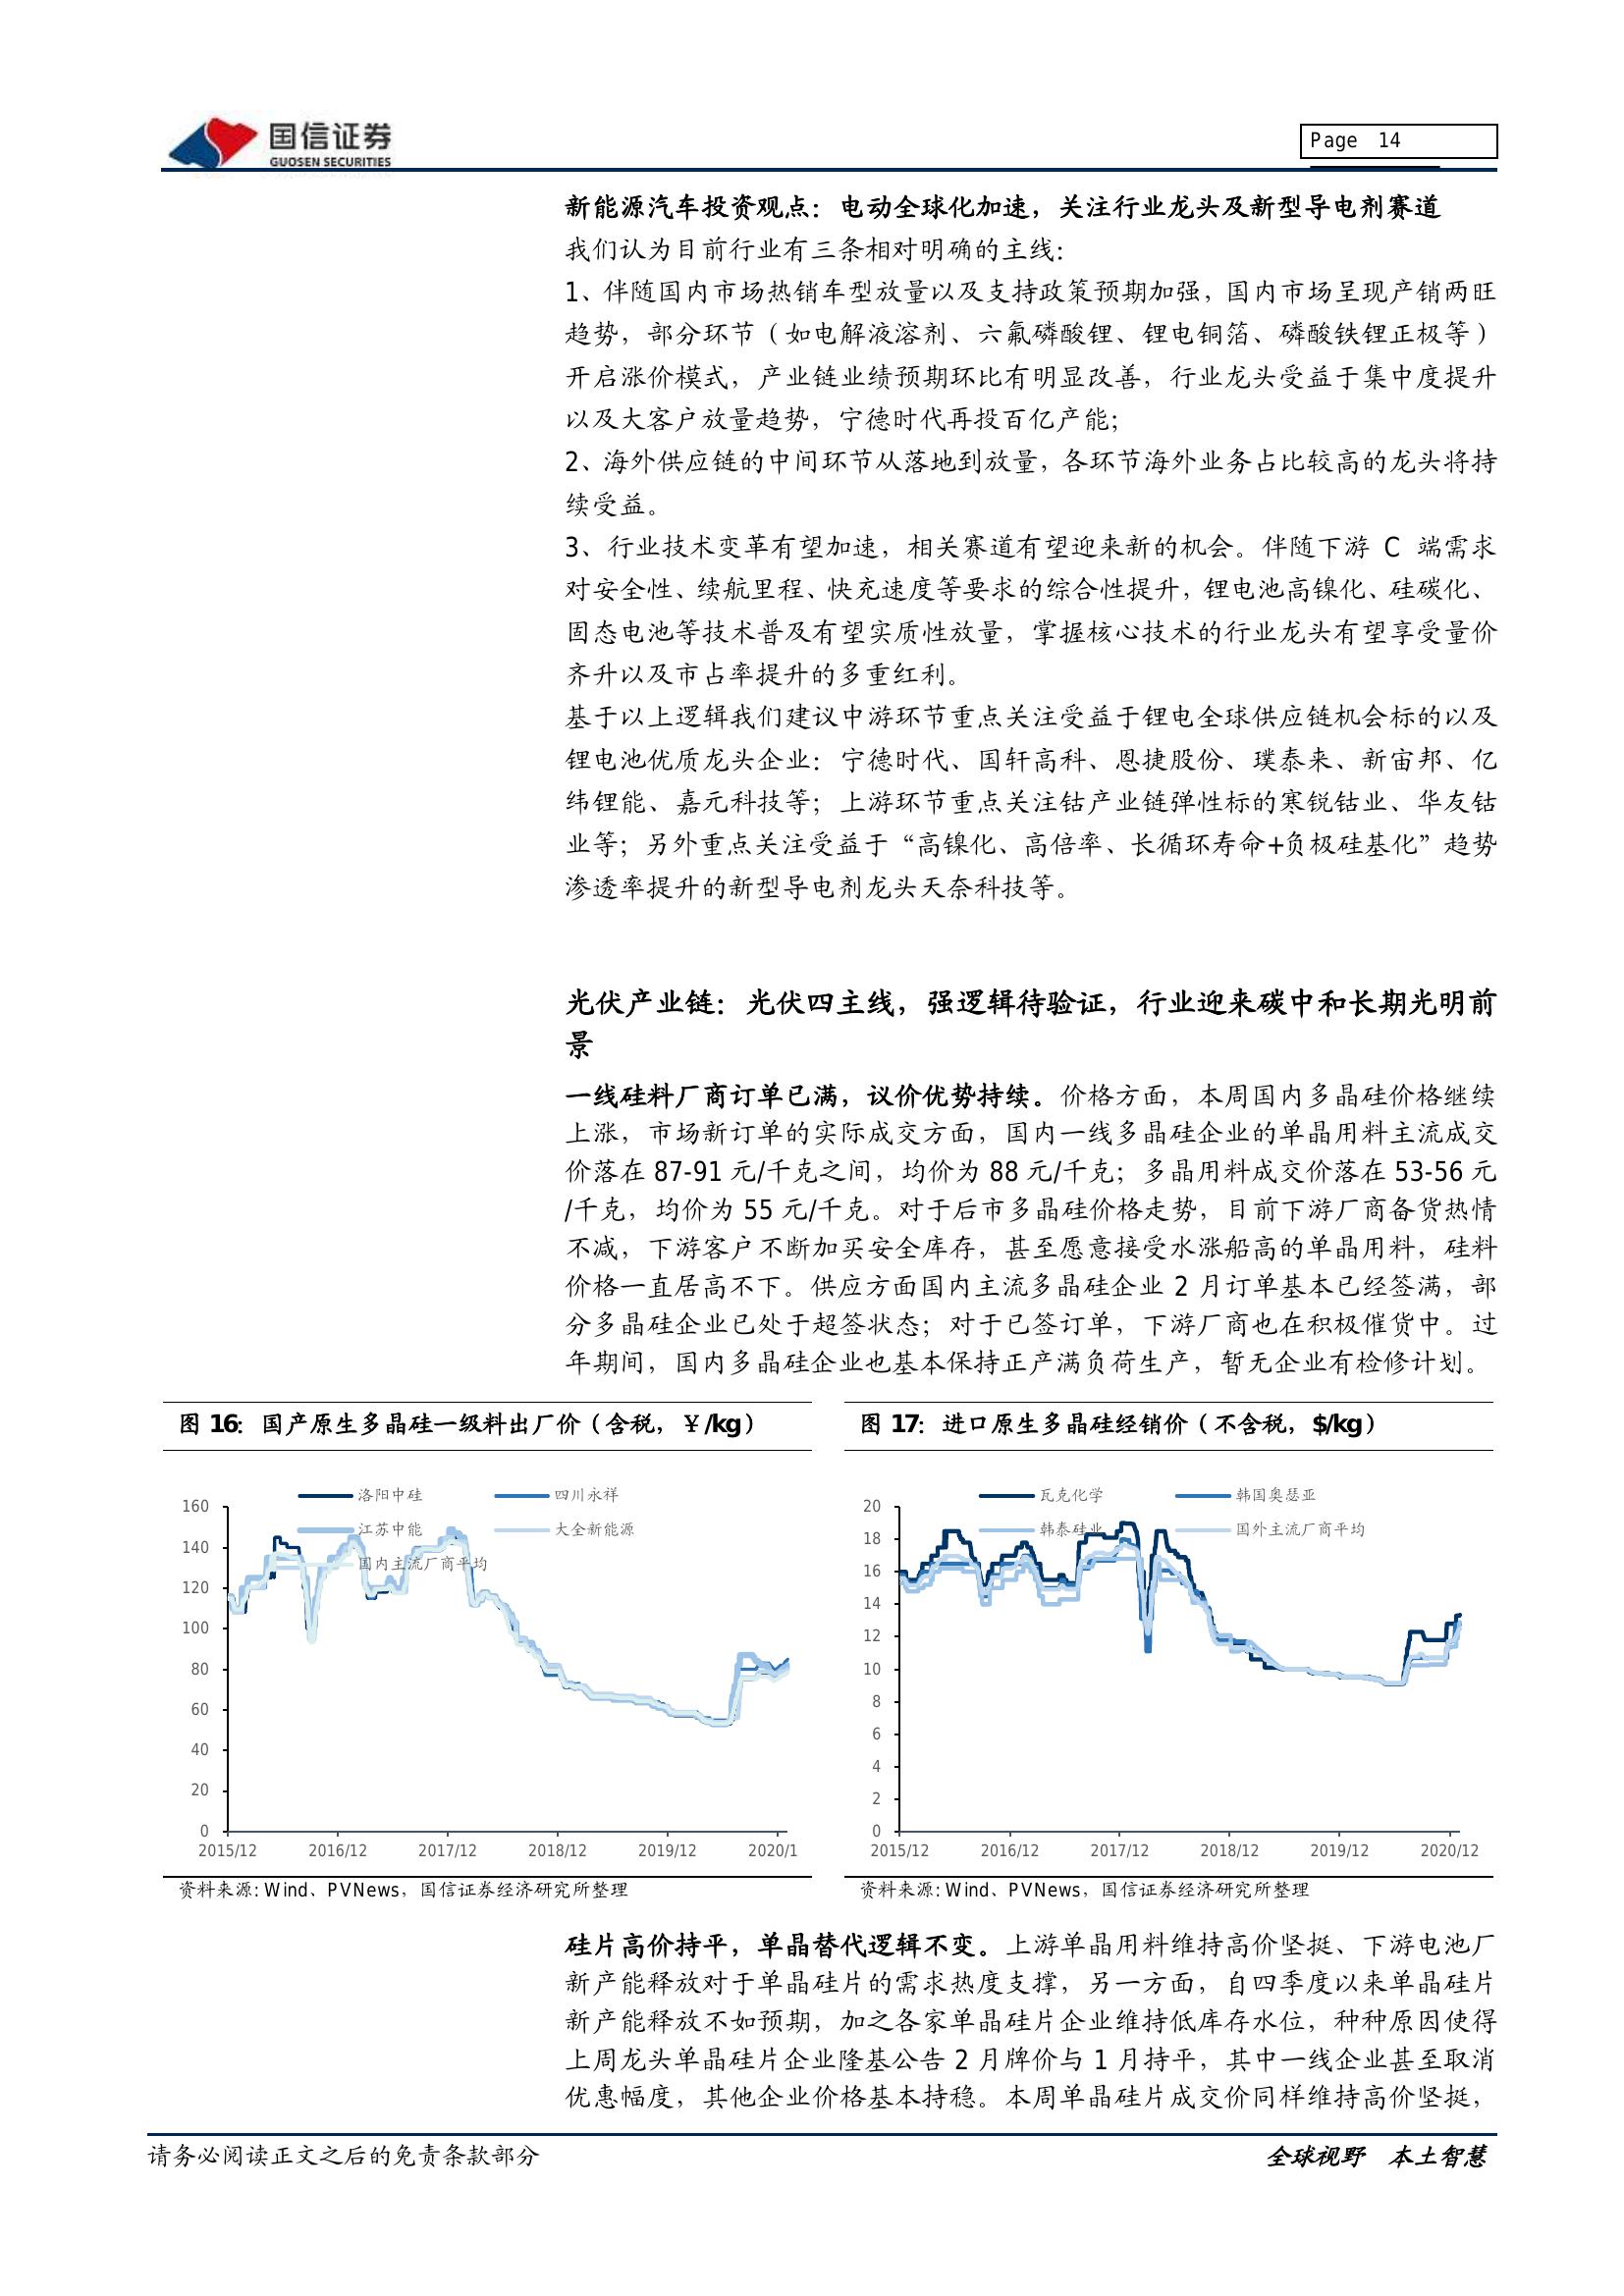 国信证券
GUOSEN SECURITIES
Page 14
新能源汽车投资观点：电动全球化加速，关注行业龙头及新型导电剂赛道
我们认为目前行业有三条相对明确的主线：
1、伴随国内市场热销车型放量以及支持政策预期加强，国内市场呈现产销两旺
趋势，部分环节（如电解液溶剂、六氟磷酸锂、锂电铜箔、磷酸铁锂正极等）
开启涨价模式，产业链业绩预期环比有明显改善，行业龙头受益于集中度提升
以及大客户放量趋势，宁德时代再投百亿产能；
2、海外供应链的中间环节从落地到放量，各环节海外业务占比较高的龙头将持
续受益。
3、行业技术变革有望加速，相关赛道有望迎来新的机会。伴随下游 C 端需求
对安全性、续航里程、快充速度等要求的综合性提升，锂电池高镍化、硅碳化、
固态电池等技术普及有望实质性放量，掌握核心技术的行业龙头有望享受量价
齐升以及市占率提升的多重红利。
基于以上逻辑我们建议中游环节重点关注受益于锂电全球供应链机会标的以及
锂电池优质龙头企业：宁德时代、国轩高科、恩捷股份、璞泰来、新宙邦、亿
纬锂能、嘉元科技等；上游环节重点关注钴产业链弹性标的寒锐钴业、华友钴
业等；另外重点关注受益于“高镍化、高倍率、长循环寿命+负极硅基化”趋势
渗透率提升的新型导电剂龙头天奈科技等。
光伏产业链：光伏四主线，强逻辑待验证，行业迎来碳中和长期光明前
景
一线硅料厂商订单已满，议价优势持续。价格方面，本周国内多晶硅价格继续
上涨，市场新订单的实际成交方面，国内一线多晶硅企业的单晶用料主流成交
价落在 87-91 元/千克之间，均价为 88 元/千克；多晶用料成交价落在 53-56 元
/千克，均价为 55 元/千克。对于后市多晶硅价格走势，目前下游厂商备货热情
不减，下游客户不断加买安全库存，甚至愿意接受水涨船高的单晶用料，硅料
价格一直居高不下。供应方面国内主流多晶硅企业 2 月订单基本已经签满，部
分多晶硅企业已处于超签状态；对于已签订单，下游厂商也在积极催货中。过
年期间，国内多晶硅企业也基本保持正产满负荷生产，暂无企业有检修计划。
图 16：国产原生多晶硅一级料出厂价（含税，￥/kg）
洛阳中硅 四川永祥
江苏中能 大全新能源
国内主流厂商平均
160
140
120
100
80
60
40
20
0
2015/12 2016/12 2017/12 2018/12 2019/12 2020/1
资料来源: Wind、PVNews，国信证券经济研究所整理
图 17：进口原生多晶硅经销价（不含税，$/kg）
瓦克化学 韩国奥瑟亚
韩泰硅业 国外主流厂商平均
20
18
16
14
12
10
8
6
4
2
0
2015/12 2016/12 2017/12 2018/12 2019/12 2020/12
资料来源: Wind、PVNews，国信证券经济研究所整理
硅片高价持平，单晶替代逻辑不变。上游单晶用料维持高价坚挺、下游电池厂
新产能释放对于单晶硅片的需求热度支撑，另一方面，自四季度以来单晶硅片
新产能释放不如预期，加之各家单晶硅片企业维持低库存水位，种种原因使得
上周龙头单晶硅片企业隆基公告 2 月牌价与 1 月持平，其中一线企业甚至取消
优惠幅度，其他企业价格基本持稳。本周单晶硅片成交价同样维持高价坚挺，
请务必阅读正文之后的免责条款部分
全球视野 本土智慧